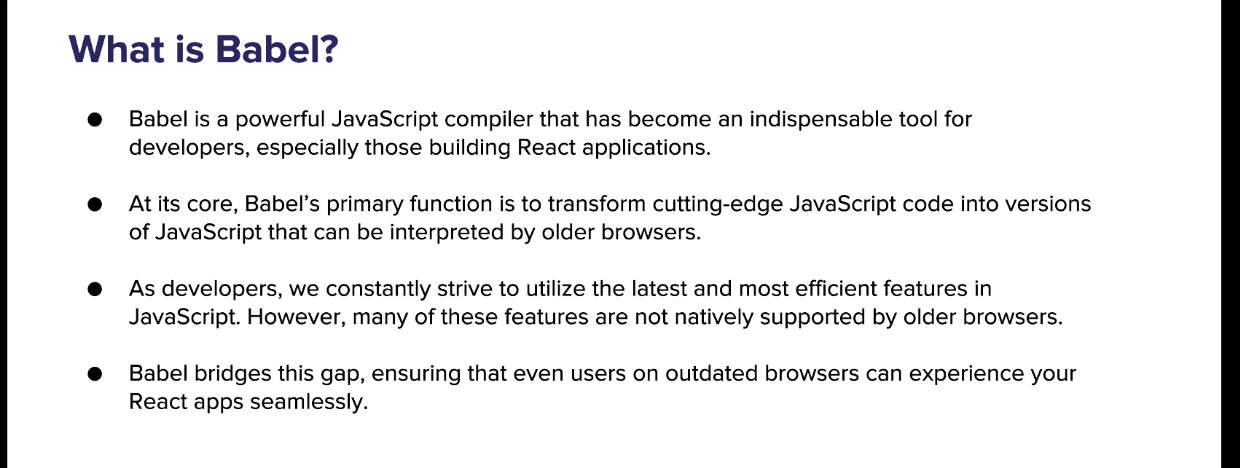 What is Babel?
● Babel is a powerful JavaScript compiler that has become an indispensable tool for
developers, especially those building React applications.
● At its core, Babel’s primary function is to transform cutting-edge JavaScript code into versions
of JavaScript that can be interpreted by older browsers.
● As developers, we constantly strive to utilize the latest and most efficient features in
JavaScript. However, many of these features are not natively supported by older browsers.
● Babel bridges this gap, ensuring that even users on outdated browsers can experience your
React apps seamlessly.